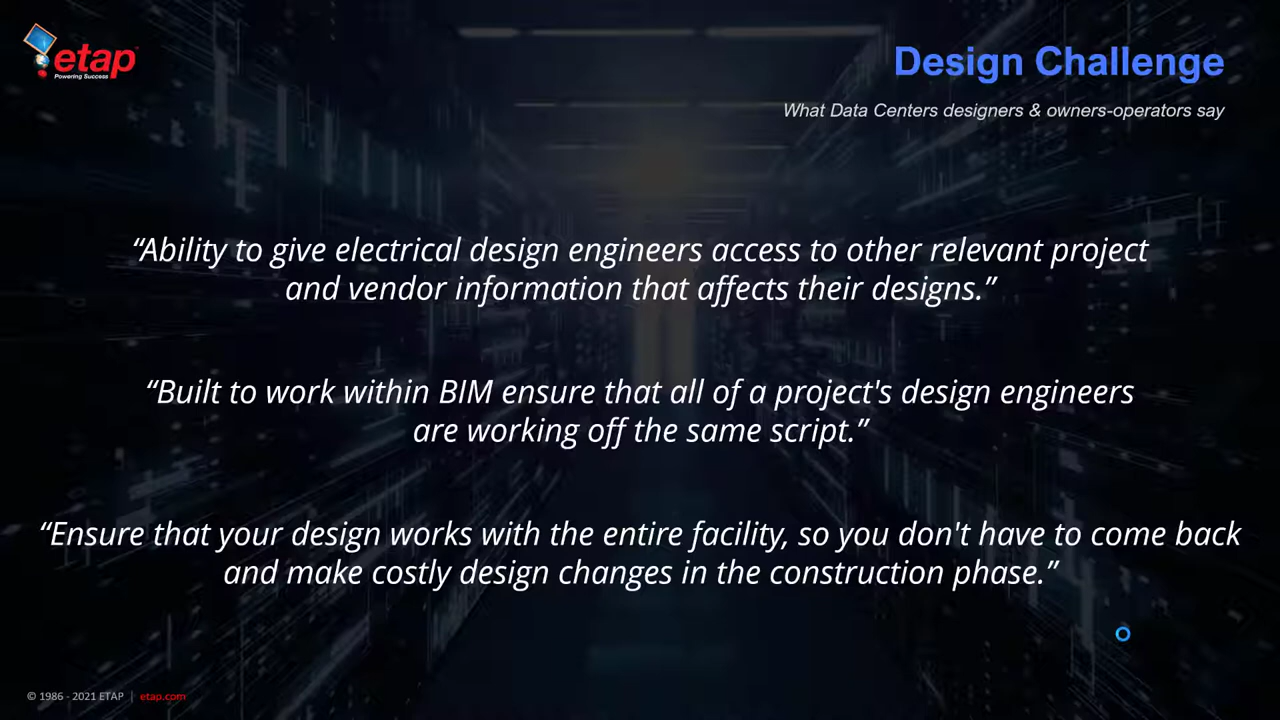 etap
Powering Success
Design Challenge
What Data Centers designers & owners-operators say
“Ability to give electrical design engineers access to other relevant project
and vendor information that affects their designs.”
“Built to work within BIM ensure that all of a project's design engineers
are working off the same script.”
“Ensure that your design works with the entire facility, so you don't have to come back
and make costly design changes in the construction phase.”
© 1986 - 2021 ETAP | etap.com